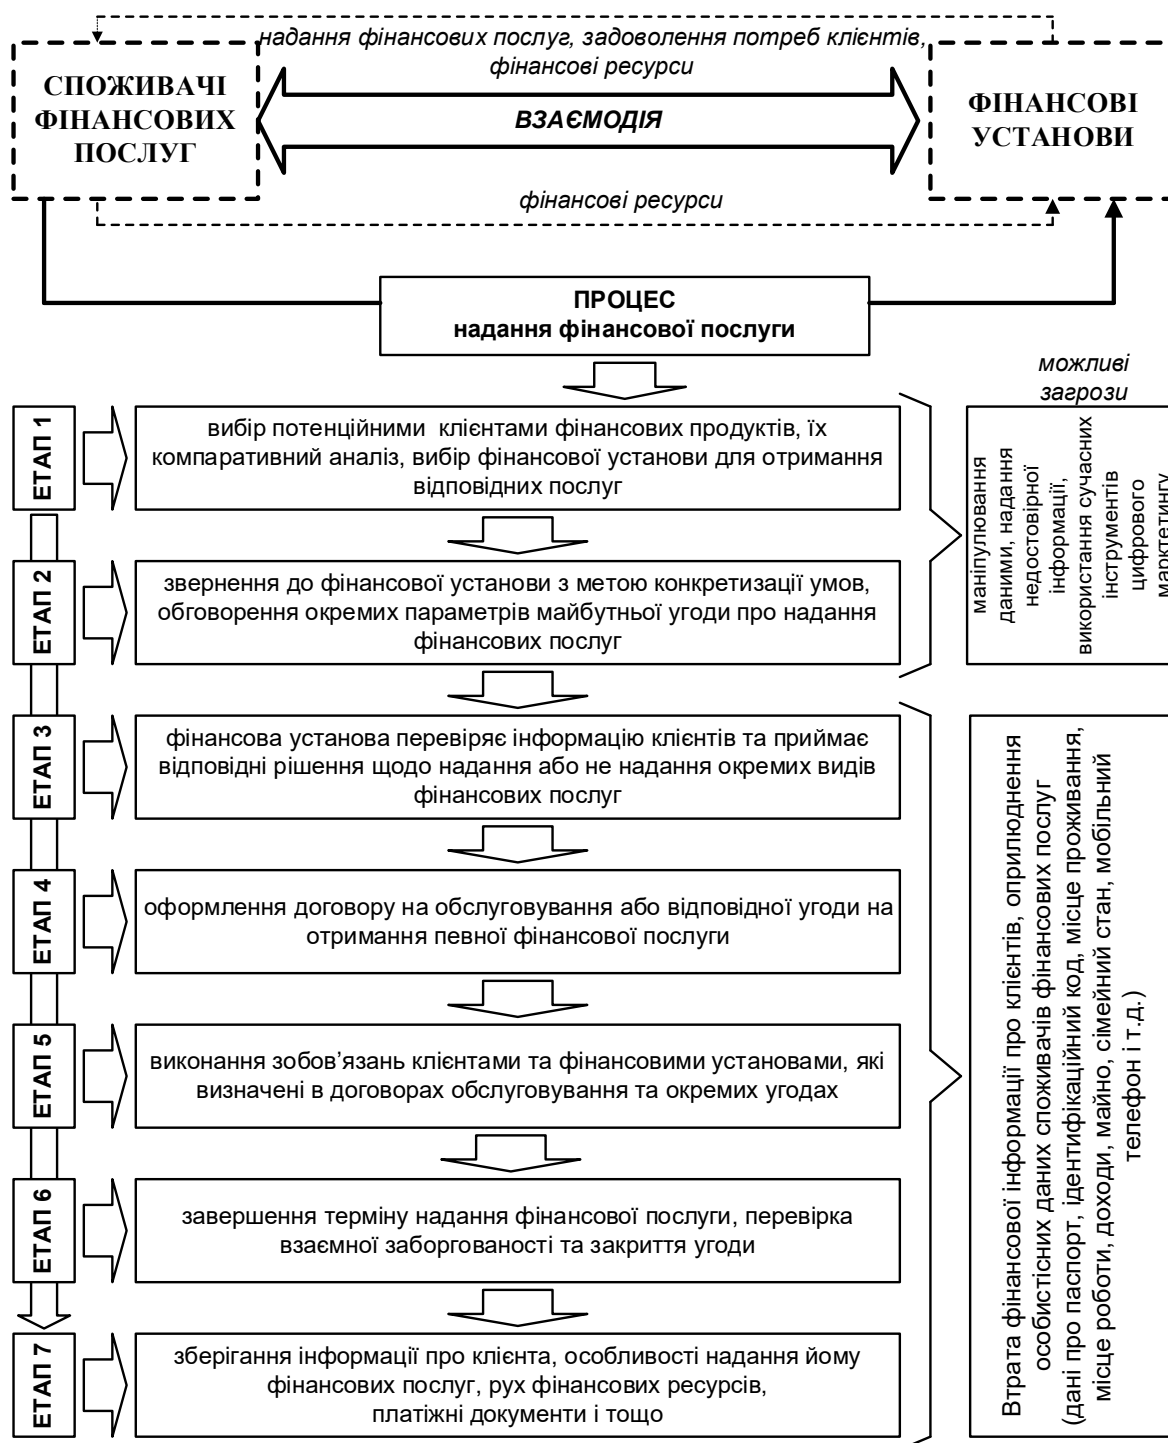 надання фінансових послуг, задоволення потреб клієнтів,
фінансові ресурси
СПОЖИВАЧІ
ФІНАНСОВИХ
ПОСЛУГ
ВЗАЄМОДІЯ
ФІНАНСОВІ
УСТАНОВИ
фінансові ресурси
ПРОЦЕС
надання фінансової послуги
можливі
загрози
ЕТАП 1
вибір потенційними клієнтами фінансових продуктів, їх
компаративний аналіз, вибір фінансової установи для отримання
відповідних послуг
ЕТАП 2
звернення до фінансової установи з метою конкретизації умов,
обговорення окремих параметрів майбутньої угоди про надання
фінансових послуг
маніпулювання
даними, надання
недостовірної
інформації,
використання сучасних
інструментів
цифрового
марктетингу
ЕТАП 3
фінансова установа перевіряє інформацію клієнтів та приймає
відповідні рішення щодо надання або не надання окремих видів
фінансових послуг
ЕТАП 4
оформлення договору на обслуговування або відповідної угоди на
отримання певної фінансової послуги
ЕТАП 5
виконання зобов’язань клієнтами та фінансовими установами, які
визначені в договорах обслуговування та окремих угодах
ЕТАП 6
завершення терміну надання фінансової послуги, перевірка
взаємної заборгованості та закриття угоди
ЕТАП 7
зберігання інформації про клієнта, особливості надання йому
фінансових послуг, рух фінансових ресурсів,
платіжні документи і тощо
Втрата фінансової інформації про клієнтів, оприлюднення
особистісних даних споживачів фінансових послуг
(дані про паспорт, ідентифікаційний код, місце проживання,
місце роботи, доходи, майно, сімейний стан, мобільний
телефон і т.д.)